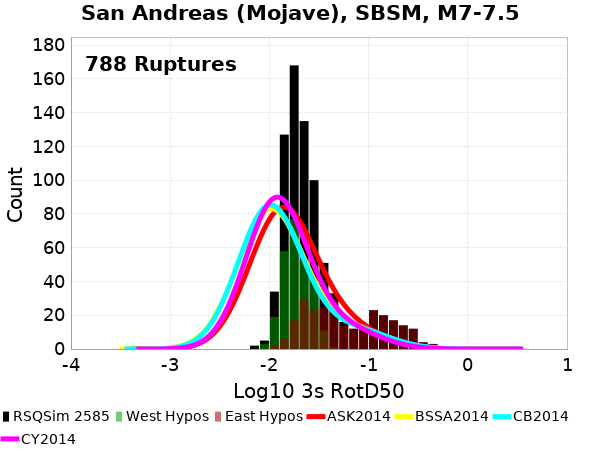 San Andreas (Mojave), SBSM, M7-7.5
788 Ruptures
Count
180
160
140
120
100
80
60
40
20
0
-4 -3 -2 -1 0 1
Log10 3s RotD50
RSQSim 2585 West Hypos East Hypos ASK2014 BSSA2014 CB2014
CY2014